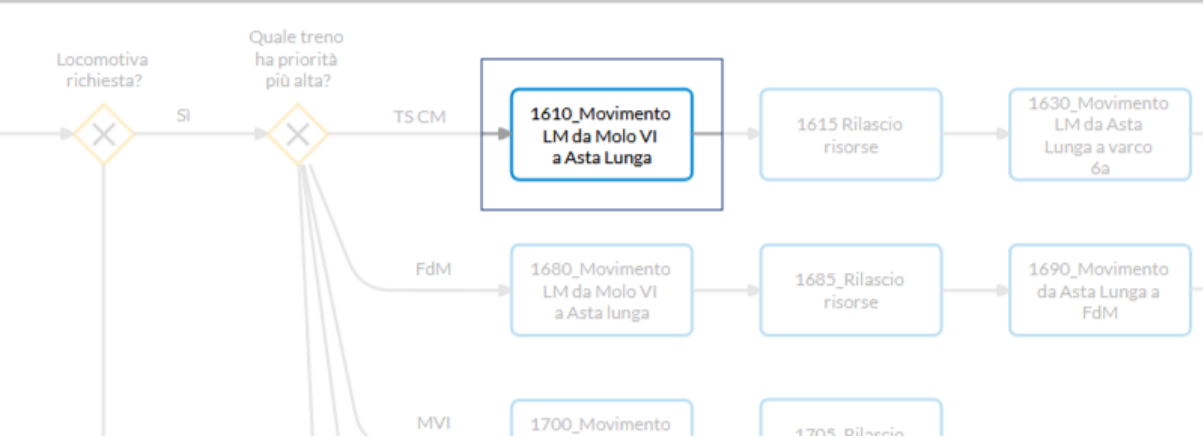 Locomotiva
richiesta?
Quale treno
ha priorità
più alta?
SI
TS CM
1610_Movimento
LM da Molo VI
a Asta Lunga
1615 Rilascio
risorse
1630_Movimento
LM da Asta
Lunga a varco
6a
FdM
1680_Movimento
LM da Molo VI
a Asta lunga
1685_Rilascio
risorse
1690_Movimento
da Asta Lunga a
FdM
MVI
1700_Movimento
1705_Rilascio